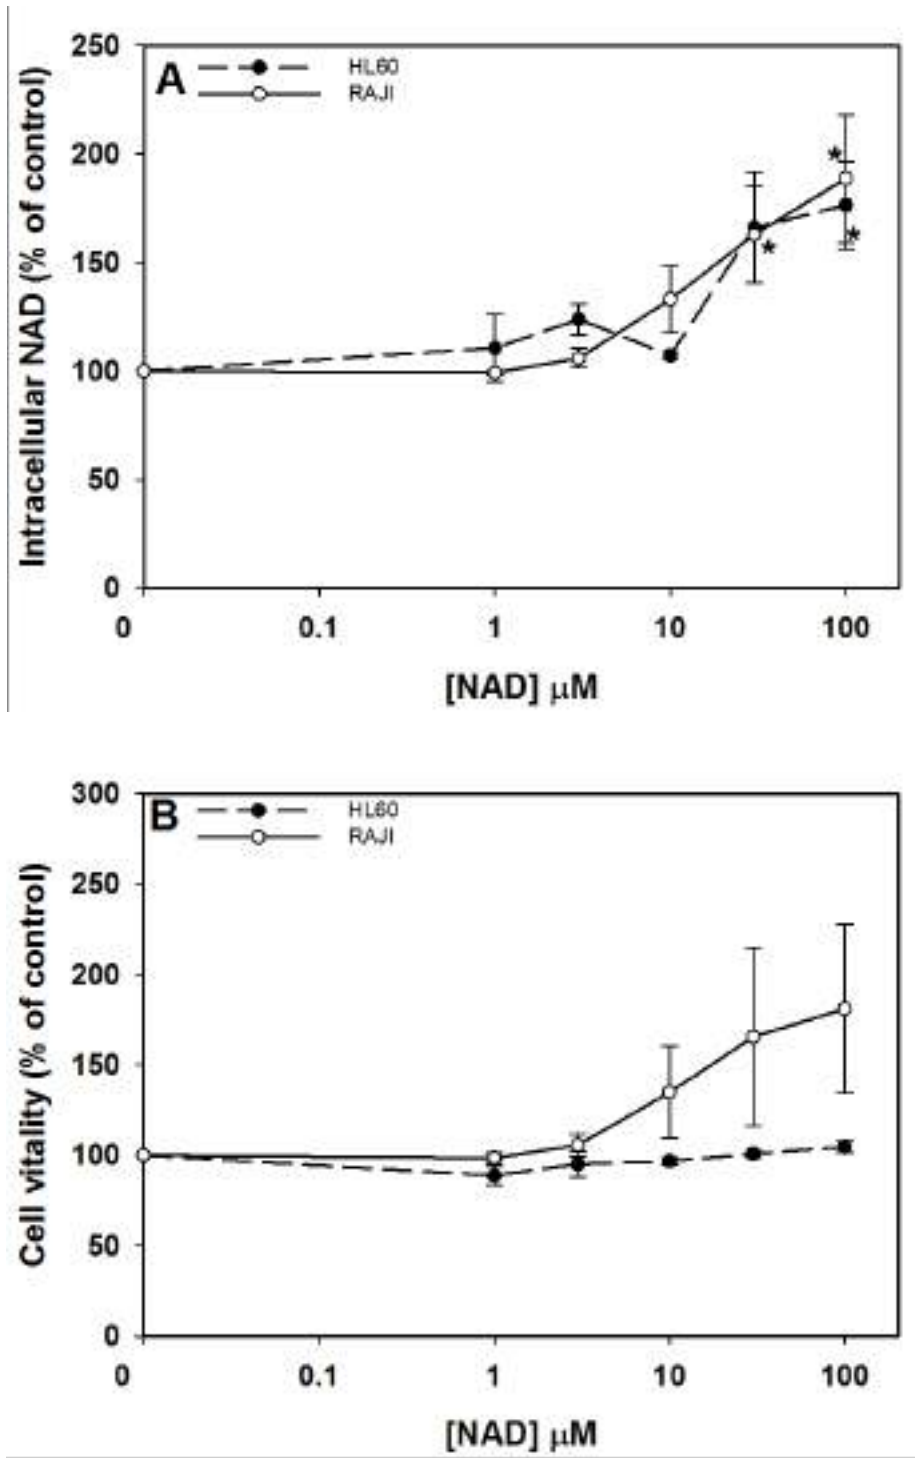 250
A
HL60
RAJI
200
*
*
*
150
100
50
0
0 0.1 1 10 100
[NAD] µM
Intracellular NAD (% of control)
300
B
HL60
RAJI
250
200
150
100
50
0
0 0.1 1 10 100
[NAD] µM
Cell vitality (% of control)